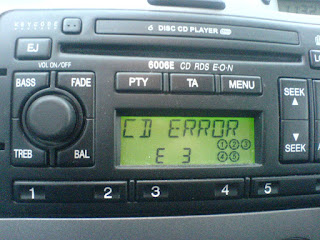 KEYCODE
6 DISC CD PLAYER
EJ
VOL ON/OFF
6006E CD RDS E-O-N
BASS
FADE
PTY
TA
MENU
SEEK
CD ERROR
E 3
1 2 3
4 5
TREB
BAL
SEEK
1
2
3
4
5